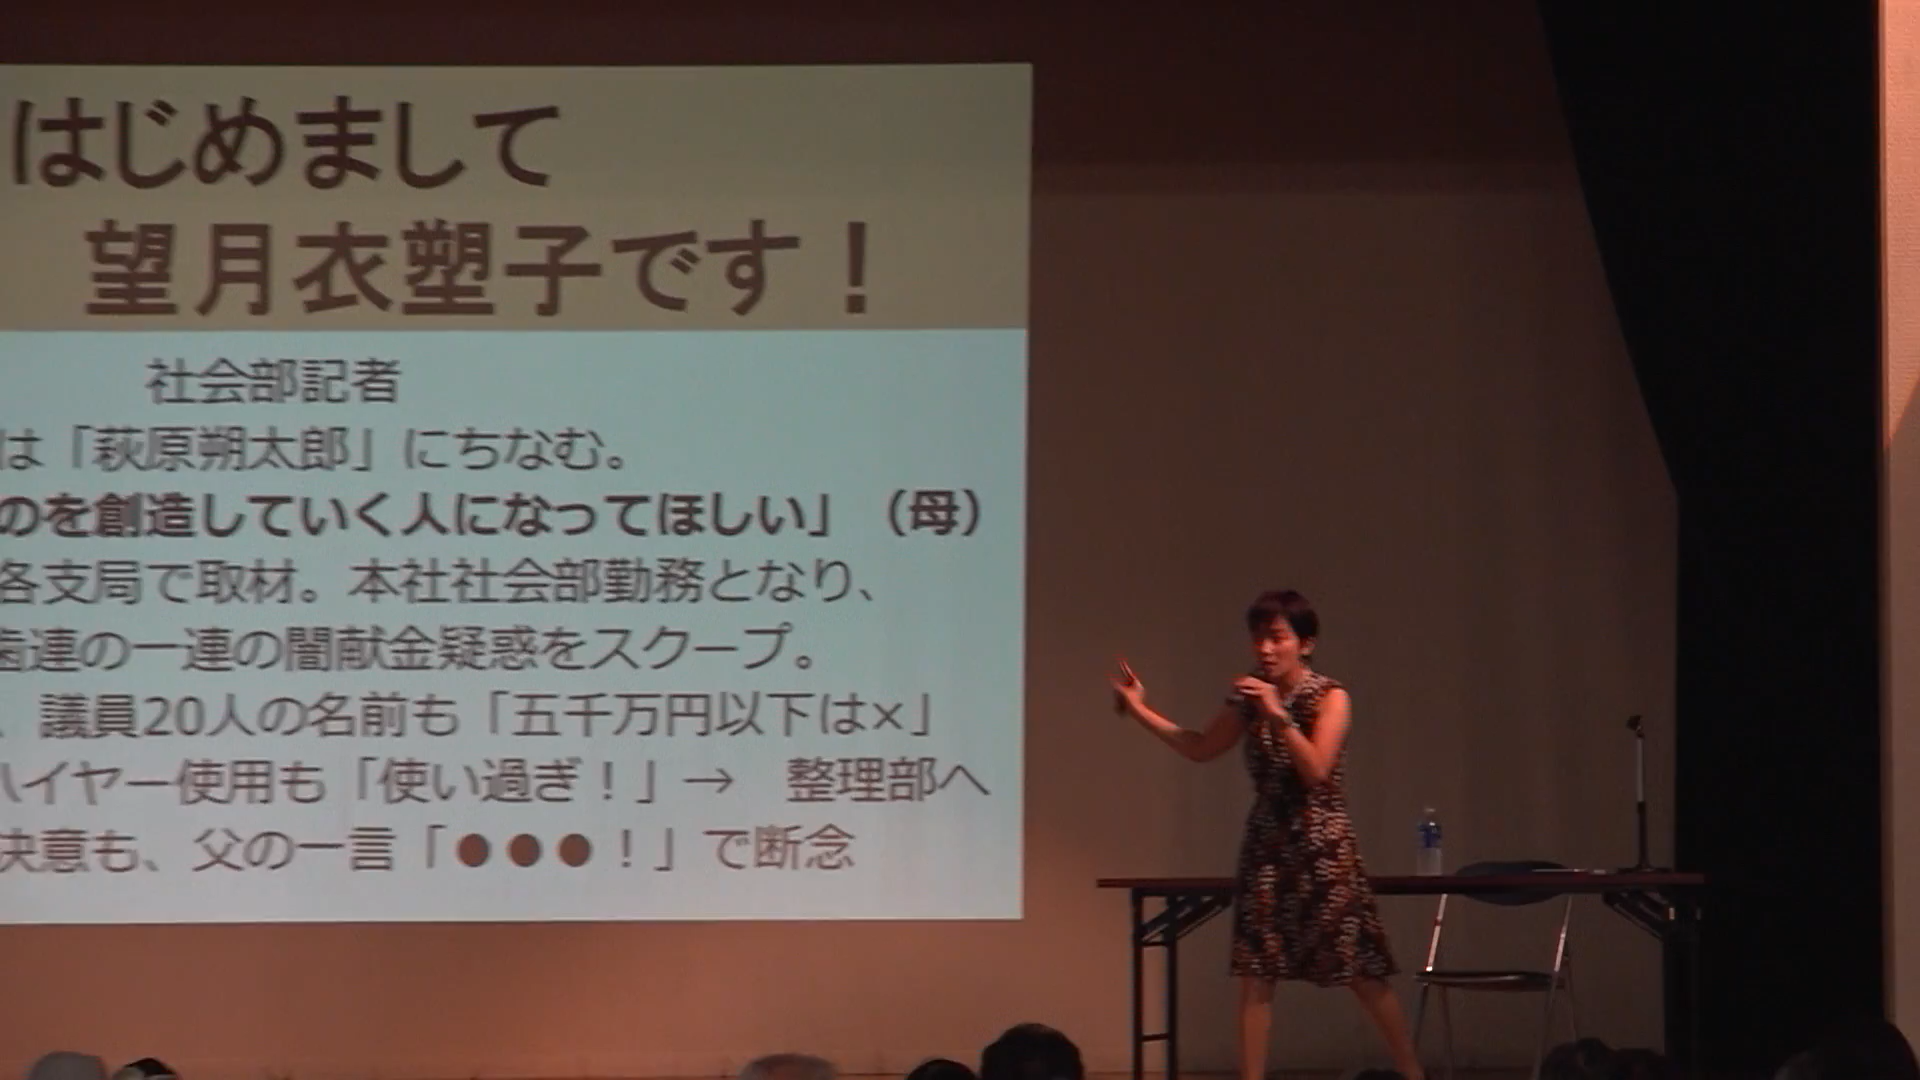 はじめまして
望月衣塑子です！
社会部記者
は「萩原朔太郎」にちなむ。
のを創造していく人になってほしい」（母）
各支局で取材。本社社会部勤務となり、
歯連の一連の闇献金疑惑をスクープ。
、議員20人の名前も「五千万円以下は×」
ハイヤー使用も「使い過ぎ！」→　整理部へ
決意も、父の一言「●●●！」で断念